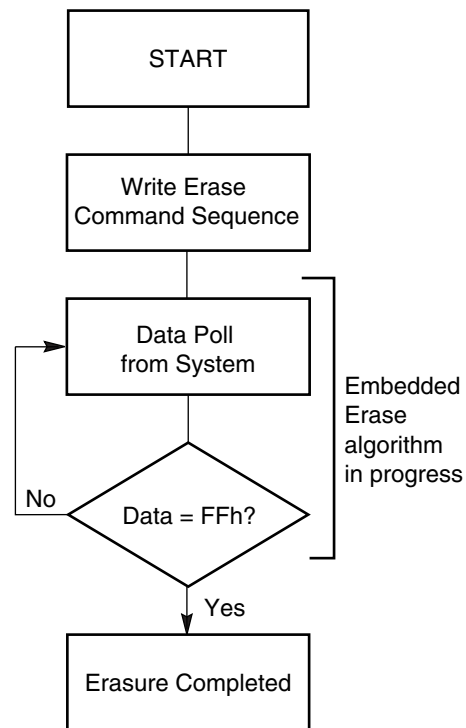 START
Write Erase
Command Sequence
Data Poll
from System
Embedded
Erase
algorithm
in progress
No
Data = FFh?
Yes
Erasure Completed